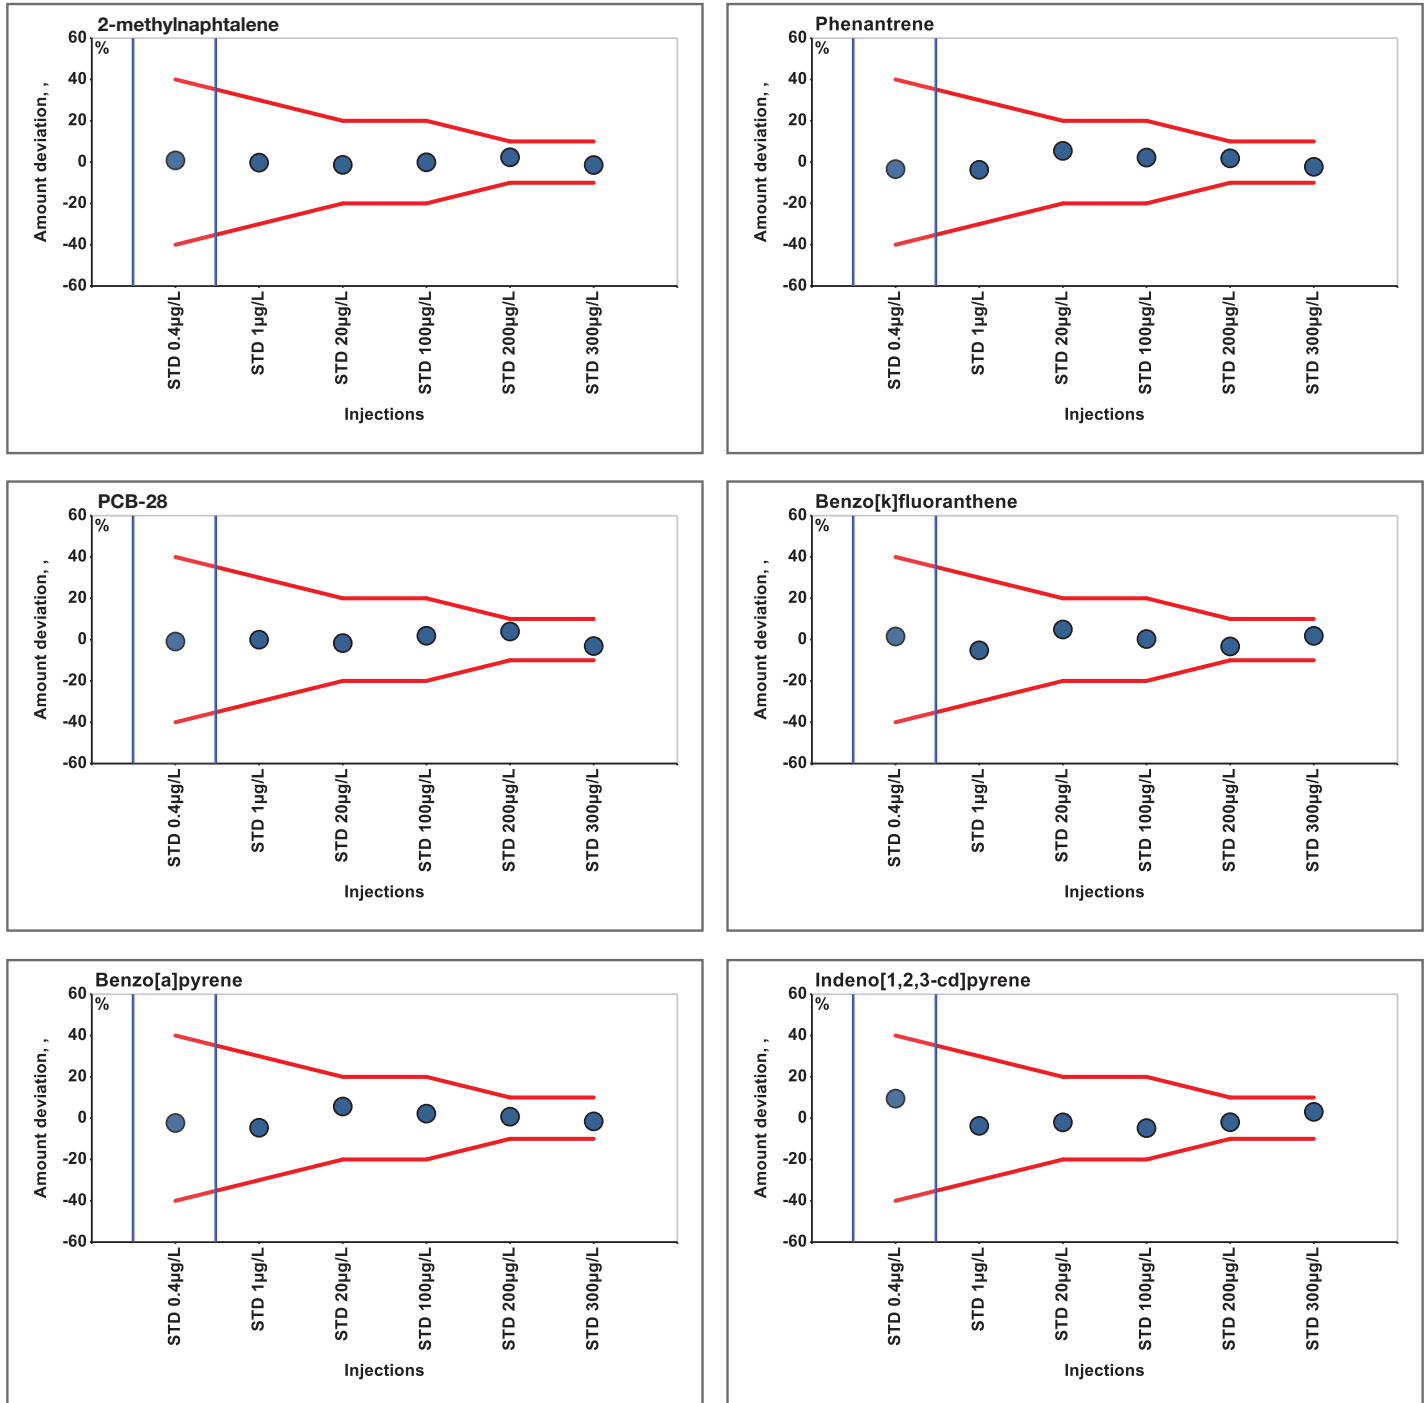 2-methylnaphtalene
60
%
40
20
0
-20
-40
-60
Amount deviation, ,
STD 0.4µg/L
STD 1µg/L
STD 20µg/L
STD 100µg/L
STD 200µg/L
STD 300µg/L
Injections
Phenantrene
60
%
40
20
0
-20
-40
-60
Amount deviation, ,
STD 0.4µg/L
STD 1µg/L
STD 20µg/L
STD 100µg/L
STD 200µg/L
STD 300µg/L
Injections
PCB-28
60
%
40
20
0
-20
-40
-60
Amount deviation, ,
STD 0.4µg/L
STD 1µg/L
STD 20µg/L
STD 100µg/L
STD 200µg/L
STD 300µg/L
Injections
Benzo[k]fluoranthene
60
%
40
20
0
-20
-40
-60
Amount deviation, ,
STD 0.4µg/L
STD 1µg/L
STD 20µg/L
STD 100µg/L
STD 200µg/L
STD 300µg/L
Injections
Benzo[a]pyrene
60
%
40
20
0
-20
-40
-60
Amount deviation, ,
STD 0.4µg/L
STD 1µg/L
STD 20µg/L
STD 100µg/L
STD 200µg/L
STD 300µg/L
Injections
Indeno[1,2,3-cd]pyrene
60
%
40
20
0
-20
-40
-60
Amount deviation, ,
STD 0.4µg/L
STD 1µg/L
STD 20µg/L
STD 100µg/L
STD 200µg/L
STD 300µg/L
Injections